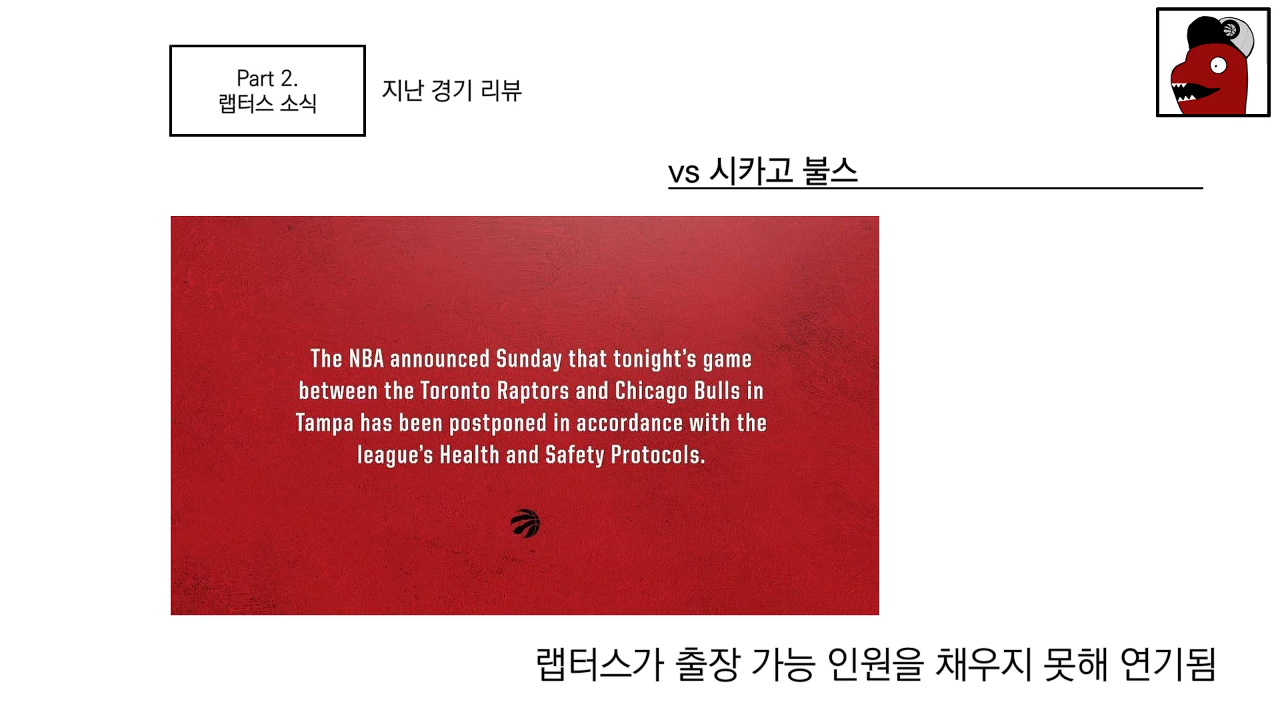 Part 2.
랩터스 소식
지난 경기 리뷰
vs 시카고 불스
The NBA announced Sunday that tonight's game
between the Toronto Raptors and Chicago Bulls in
Tampa has been postponed in accordance with the
league's Health and Safety Protocols.
랩터스가 출장 가능 인원을 채우지 못해 연기됨